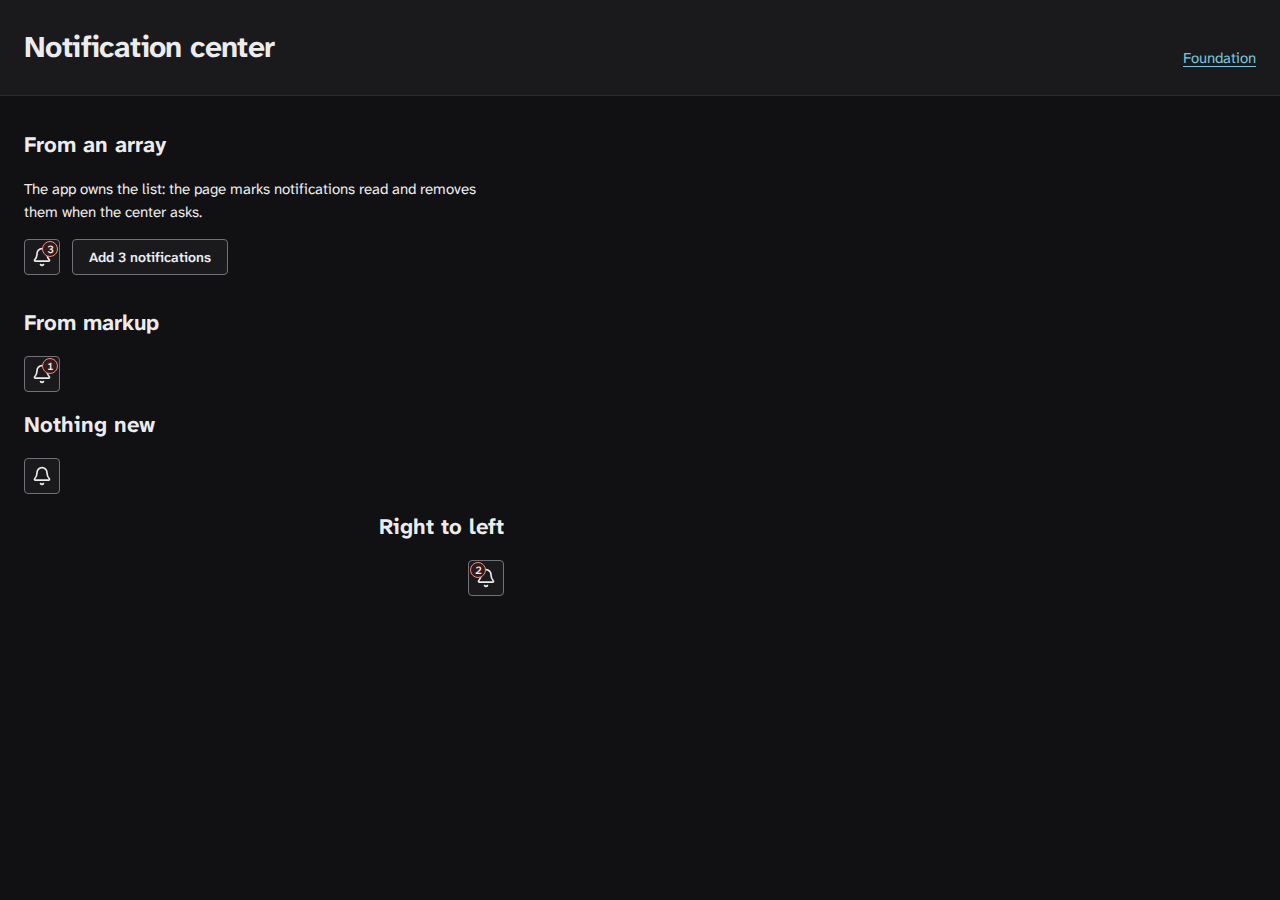 Notification center
Foundation
From an array
The app owns the list: the page marks notifications read and removes
them when the center asks.
3
Add 3 notifications
From markup
1
Nothing new
Right to left
2